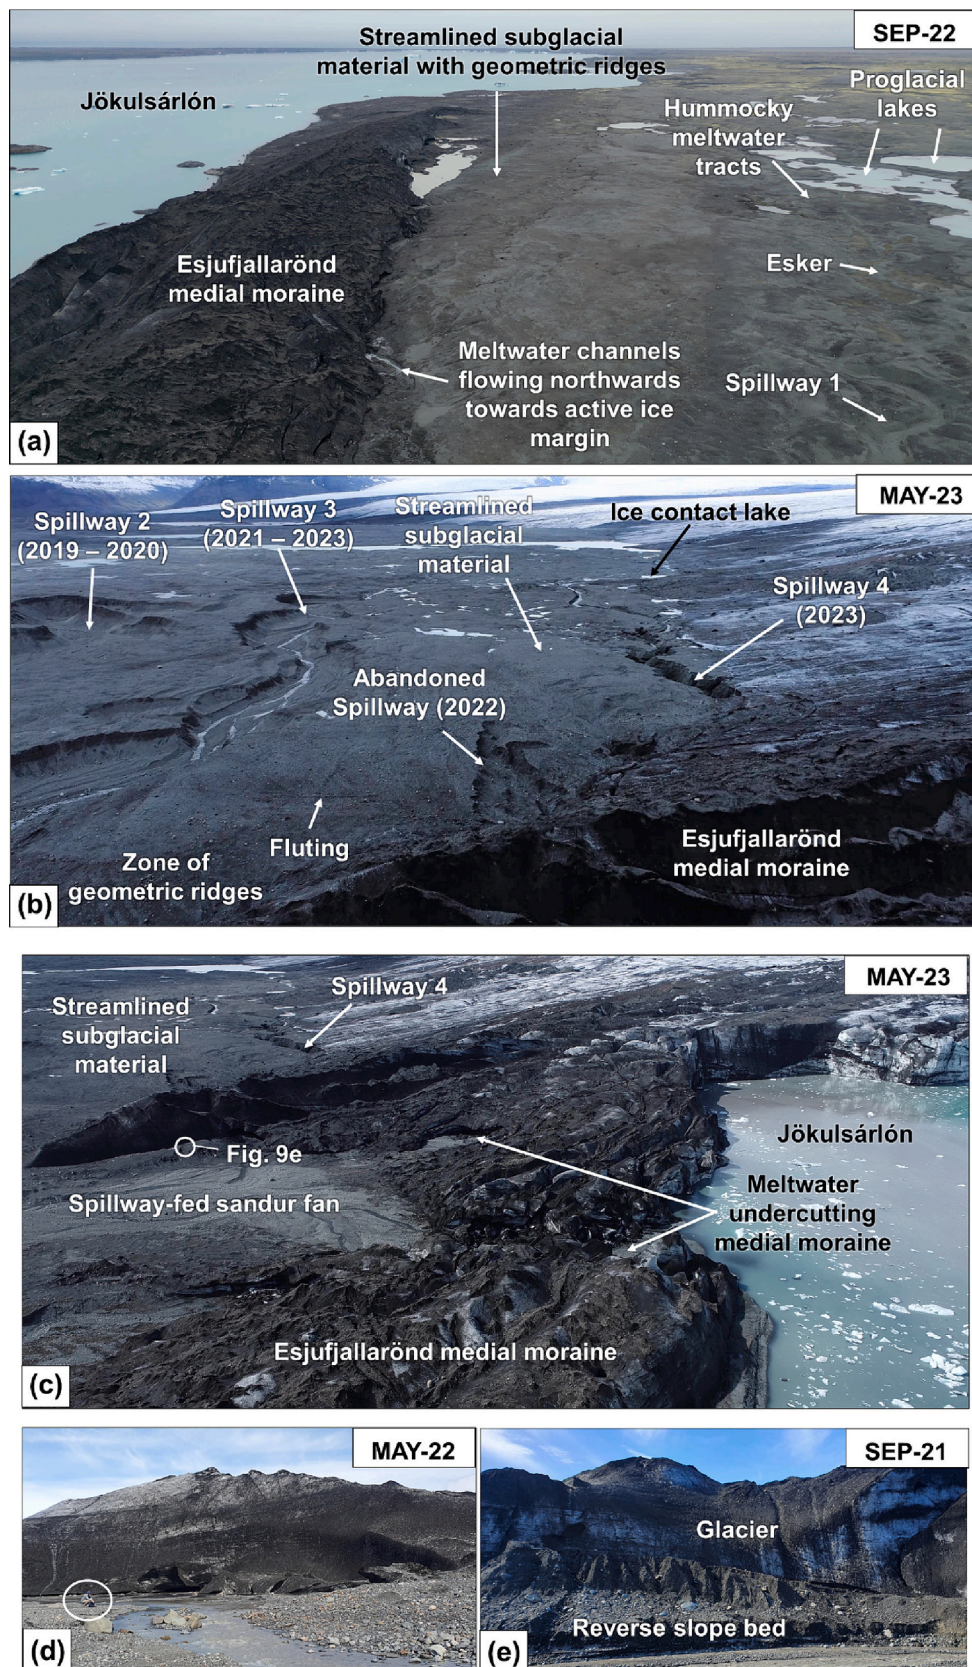 SEP-22
Streamlined subglacial
material with geometric ridges
Jökulsárlón
Proglacial
lakes
Hummocky
meltwater
tracts
Esjufjallarönd
medial moraine
Esker
Meltwater channels
flowing northwards
towards active ice
margin
Spillway 1
(a)
MAY-23
Spillway 2
(2019 – 2020)
Spillway 3
(2021 – 2023)
Streamlined
subglacial
material
Ice contact lake
Spillway 4
(2023)
Abandoned
Spillway (2022)
Fluting
Zone of
geometric ridges
Esjufjallarönd
medial moraine
(b)
MAY-23
Spillway 4
Streamlined
subglacial
material
Jökulsárlón
Fig. 9e
Spillway-fed sandur fan
Meltwater
undercutting
medial moraine
Esjufjallarönd medial moraine
(c)
MAY-22
(d)
SEP-21
Glacier
Reverse slope bed
(e)